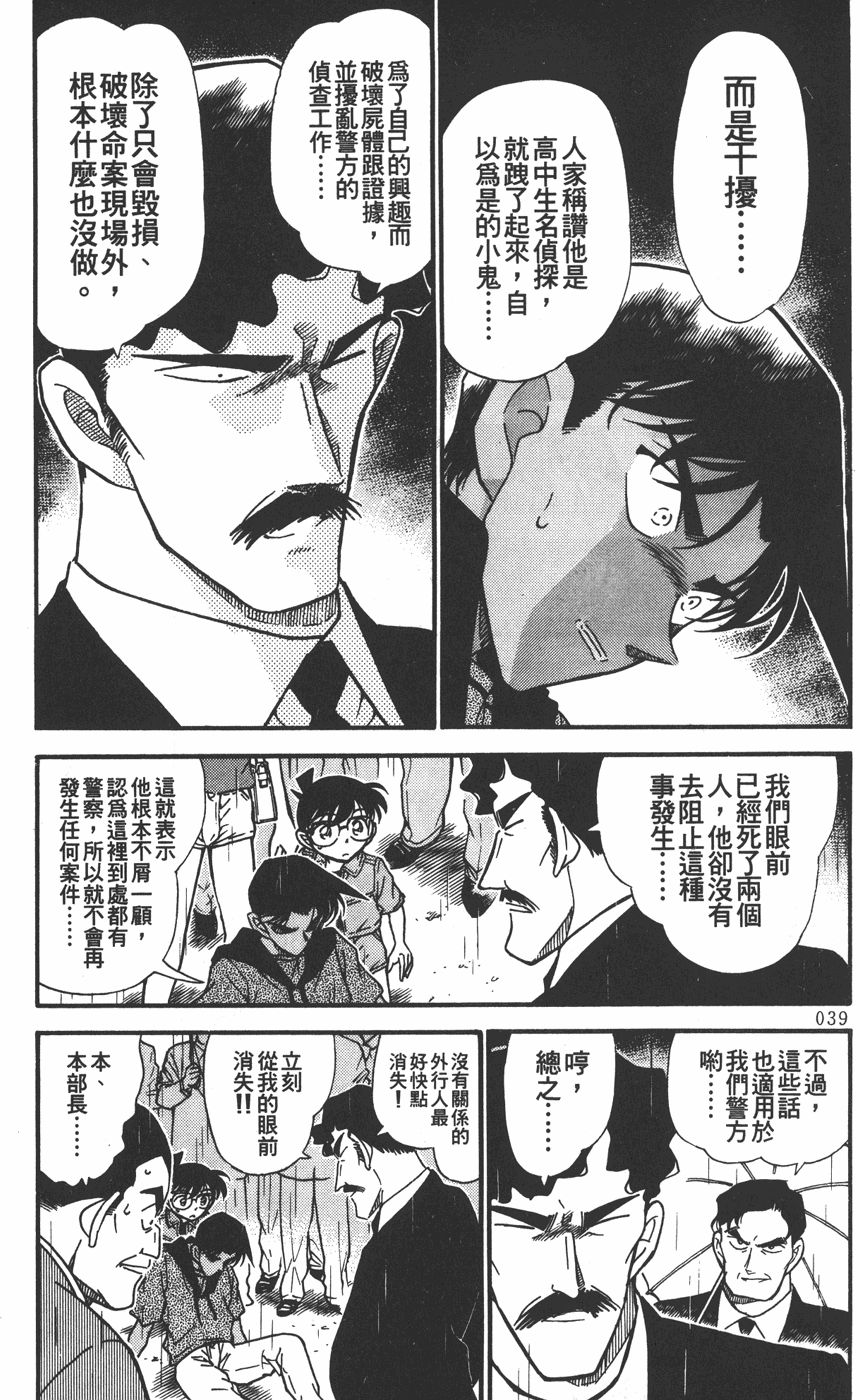 而是干擾……
人家稱讚他是
高中生名偵探，
就跩了起來，自
以爲是的小鬼……
爲了自己的興趣而
破壞屍體跟證據，
並擾亂警方的
偵查工作……
除了只會毀損、
破壞命案現場外，
根本什麼也沒做。
我們眼前
已經死了兩個
人，他卻沒有
去阻止這種
事發生……
這就表示
他根本不屑一顧，
認爲這裡到處都有
警察，所以就不會再
發生任何案件……
039
不過，
這些話
也適用於
我們警方
喲……
哼，
總之……
沒有關係的
外行人最
好快點
消失！
立刻
從我的眼前
消失!!
本、
本部長……